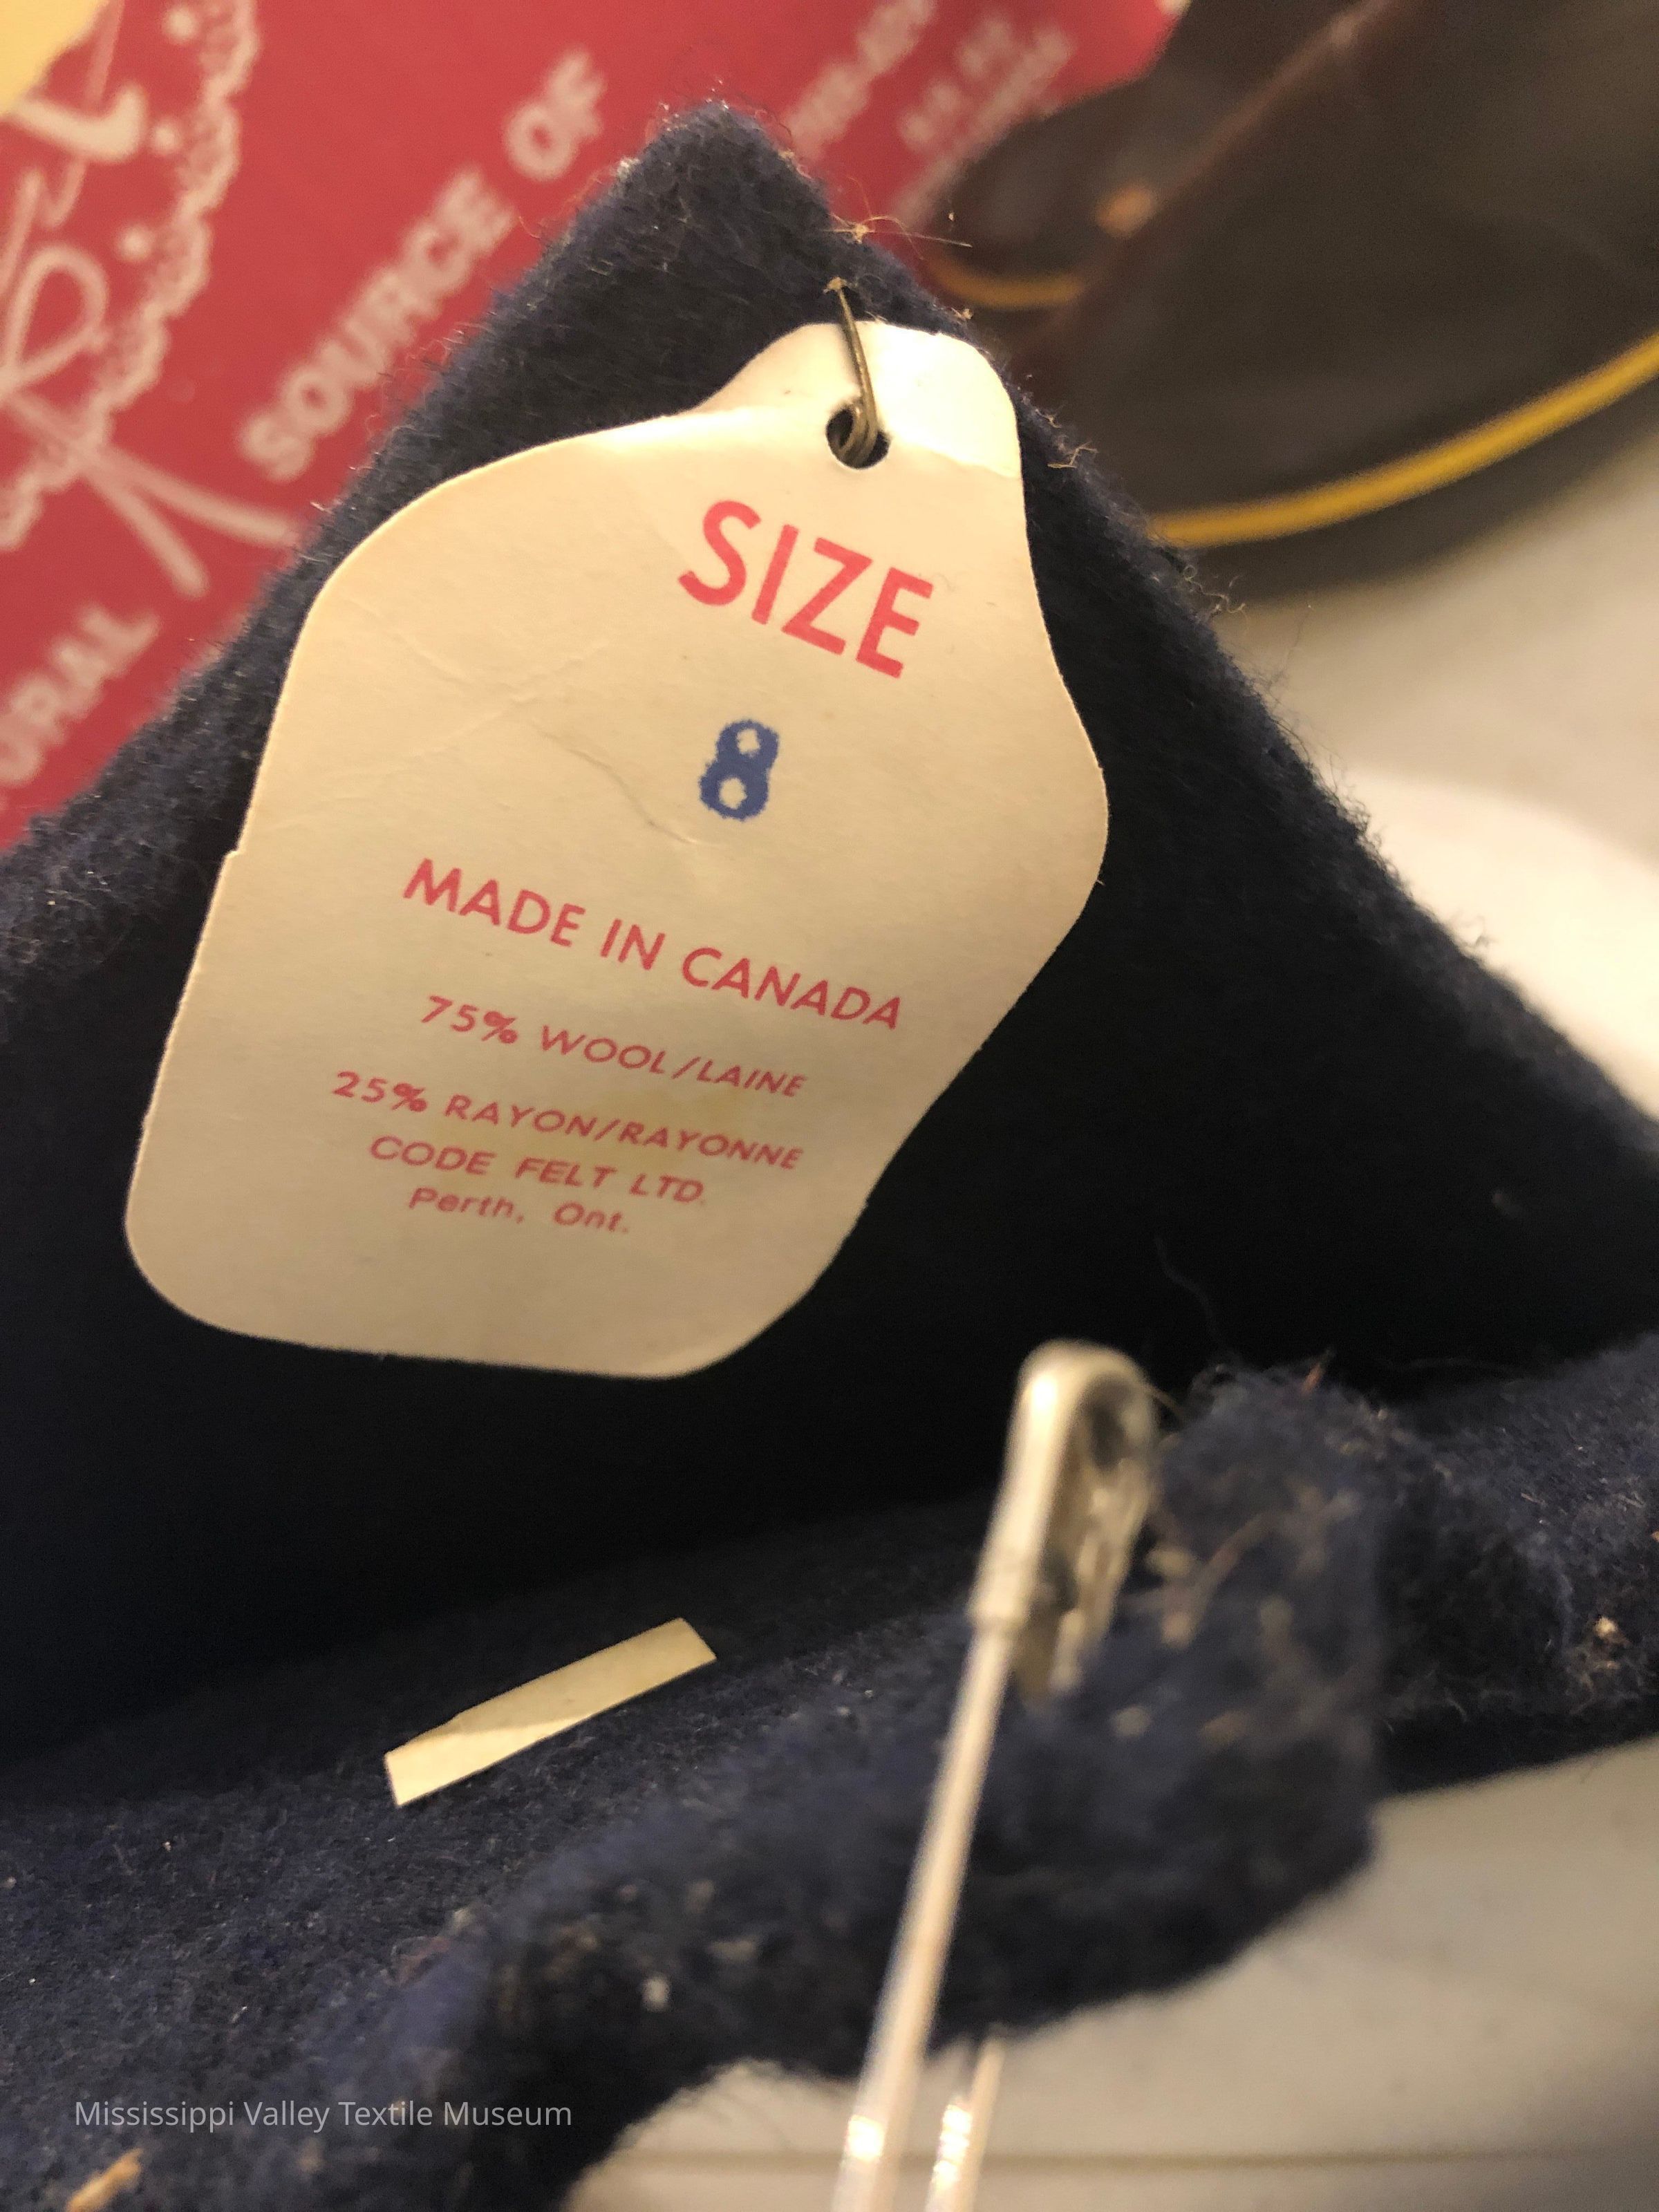 SOURCE OF
URAL
SIZE
8
MADE IN CANADA
75% WOOL/LAINE
25% RAYON/RAYONNE
CODE FELT LTD.
Perth, Ont.
Mississippi Valley Textile Museum